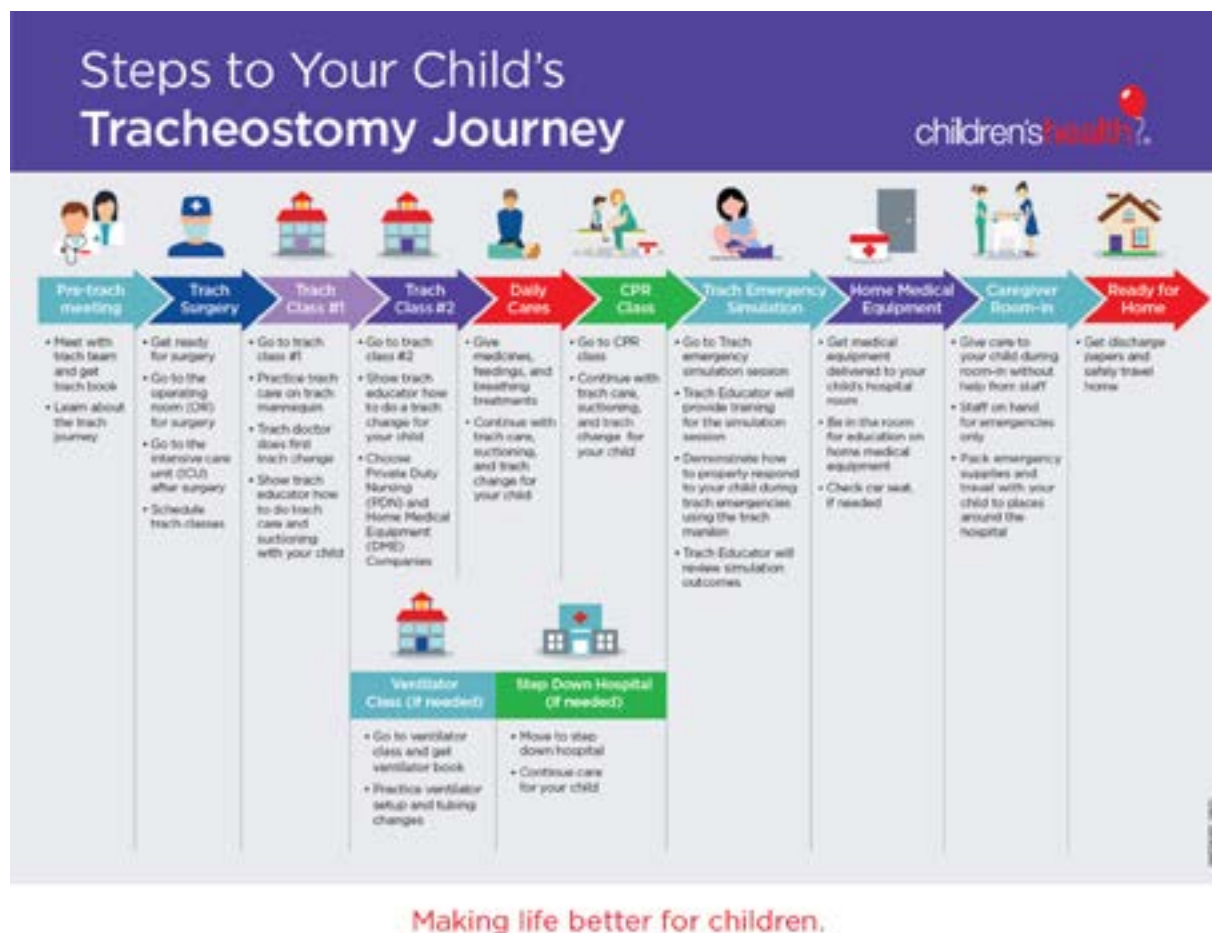 Steps to Your Child's
Tracheostomy Journey
children'shealth
Pre-trach
meeting
• Meet with
trach team
and get
trach book
• Learn about
the trach
journey
Trach
Surgery
• Get ready
for surgery
• Go to the
operating
room (OR)
for surgery
• Go to the
intensive care
unit (ICU)
after surgery
• Schedule
trach classes
Trach
Class #1
• Go to trach
class #1
• Practice trach
care on trach
mannequin
• Trach doctor
does first
trach change
• Show trach
educator how
to do trach
care and
suctioning
with your child
Trach
Class #2
• Go to trach
class #2
• Show trach
educator how
to do a trach
change for
your child
• Choose
Private Duty
Nursing
(PDN) and
Home Medical
Equipment
(DME)
Companies
Daily
Cares
• Give
medicines,
feedings, and
breathing
treatments
• Continue with
trach care,
suctioning,
and trach
change for
your child
CPR
Class
• Go to CPR
class
• Continue with
trach care,
suctioning,
and trach
change for
your child
Trach Emergency
Simulation
• Go to Trach
emergency
simulation session
• Trach Educator will
provide training
for the simulation
session
• Demonstrate how
to properly respond
to your child during
trach emergencies
using the trach
manikin
• Trach Educator will
review simulation
outcomes
Home Medical
Equipment
• Get medical
equipment
delivered to your
child's hospital
room
• Be in the room
for education on
home medical
equipment
• Check car seat,
if needed
Caregiver
Room-in
• Give care to
your child during
room-in without
help from staff
• Staff on hand
for emergencies
only
• Pack emergency
supplies and
travel with your
child to places
around the
hospital
Ready for
Home
• Get discharge
papers and
safely travel
home
Ventilator
Class (if needed)
• Go to ventilator
class and get
ventilator book
• Practice ventilator
setup and tubing
changes
Step Down Hospital
(if needed)
• Move to step
down hospital
• Continue care
for your child
Making life better for children.